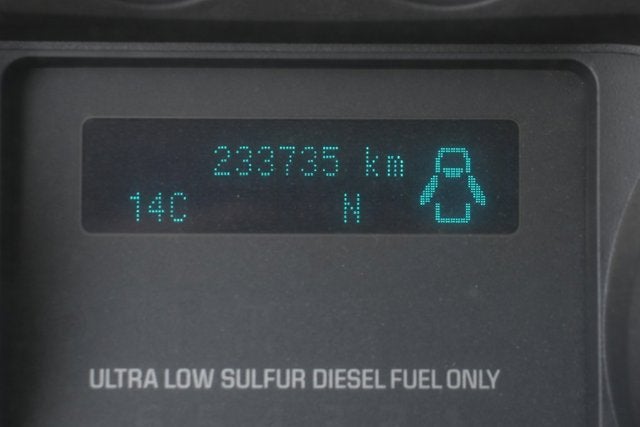 233735 km
14C N
ULTRA LOW SULFUR DIESEL FUEL ONLY